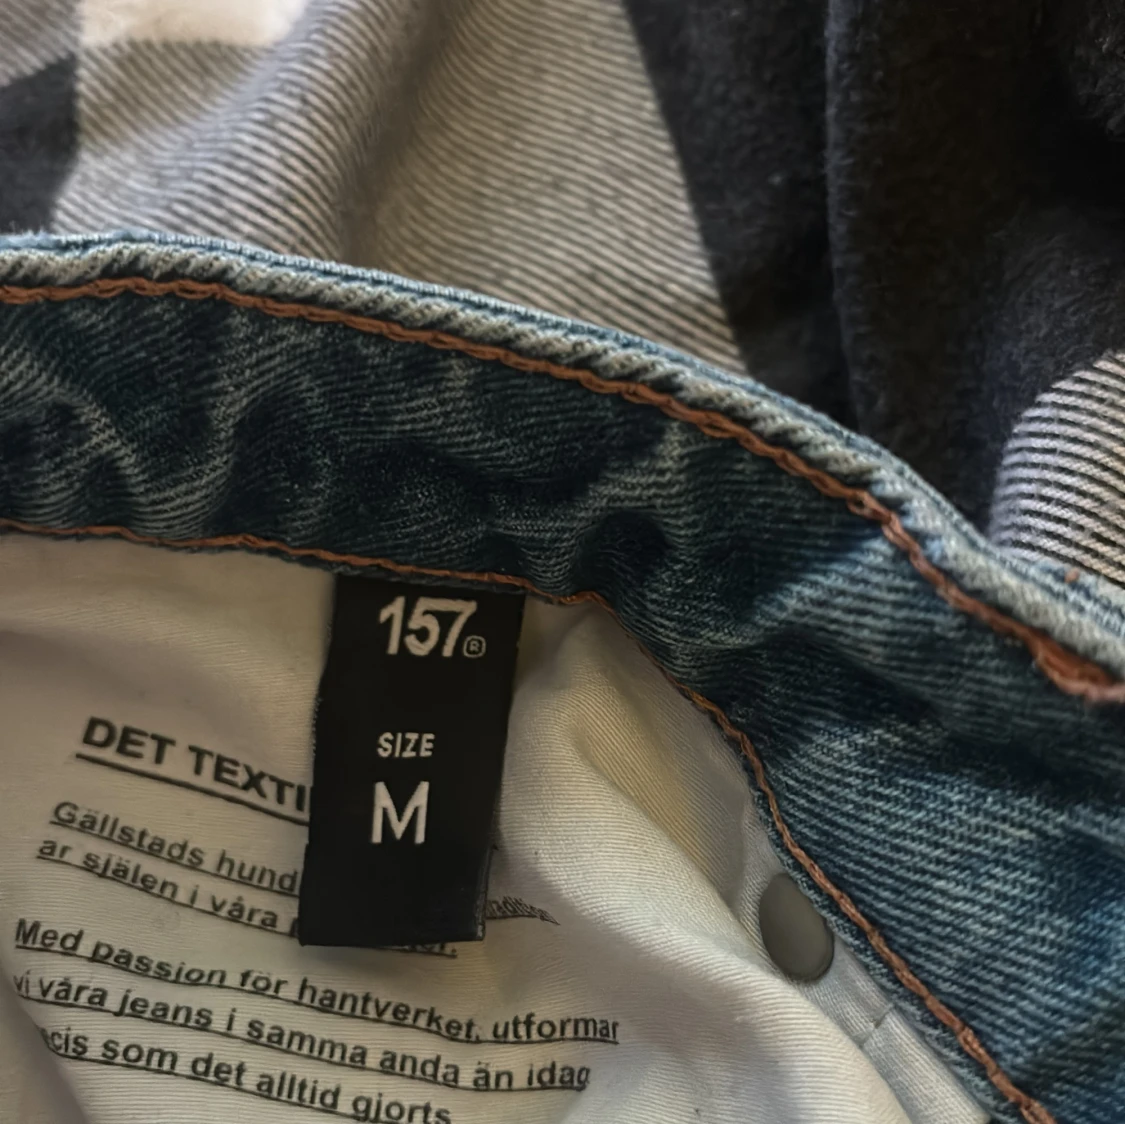 157®
SIZE
M
DET TEXTI
Gällstads hund
ar själen i våra
Med passion för hantverket, utformar
vi våra jeans i samma anda än idag
cis som det alltid gjorts